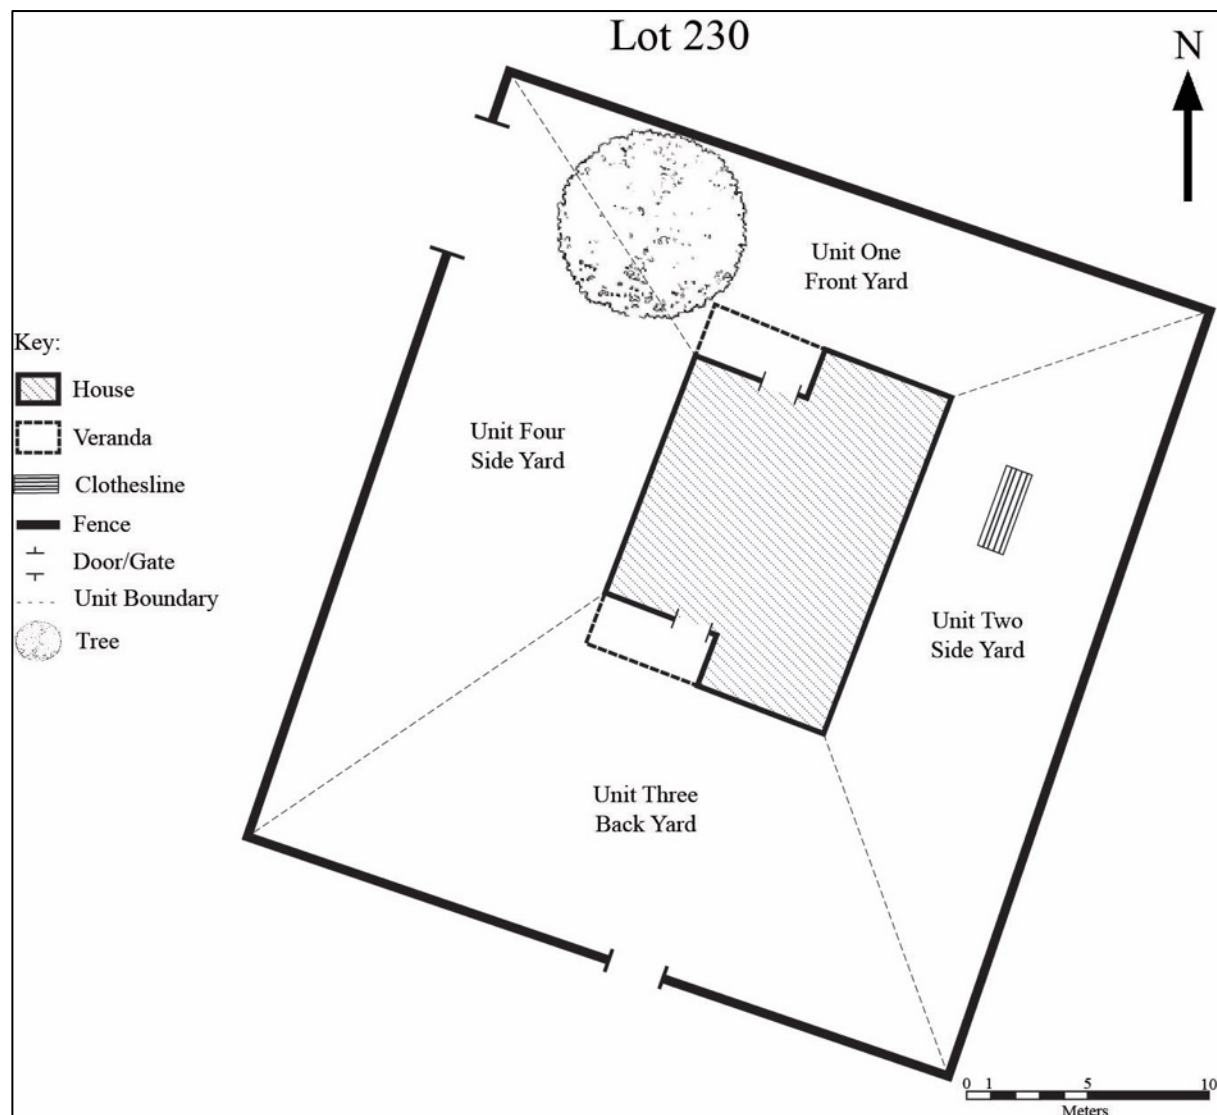 Lot 230
N
Unit One
Front Yard
Key:
House
Veranda
Clothesline
Fence
Door/Gate
Unit Boundary
Tree
Unit Four
Side Yard
Unit Two
Side Yard
Unit Three
Back Yard
0 1 5 10
Meters